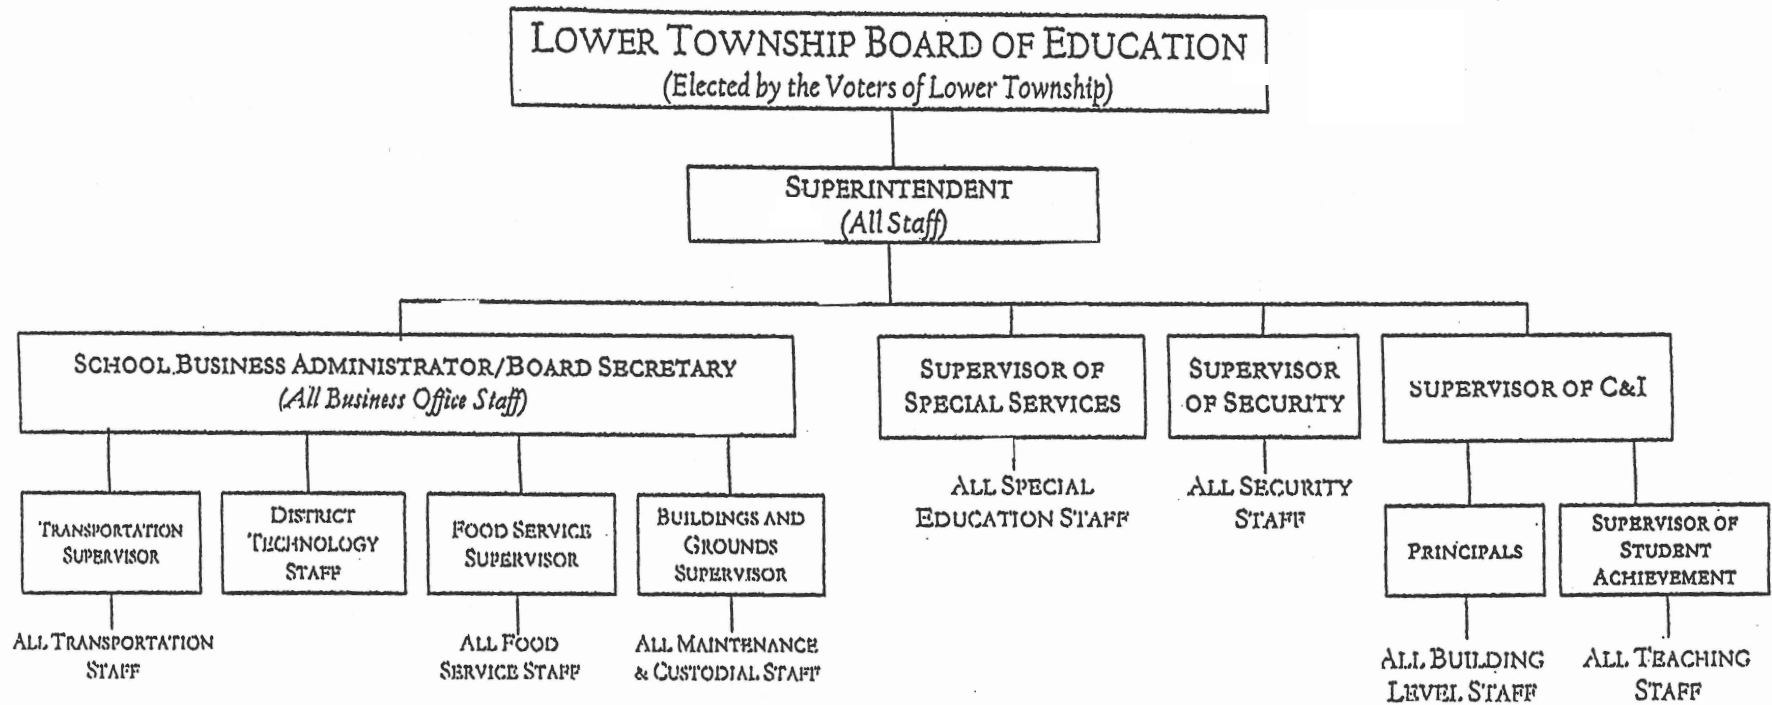 LOWER TOWNSHIP BOARD OF EDUCATION
(Elected by the Voters of Lower Township)
SUPERINTENDENT
(All Staff)
SCHOOL BUSINESS ADMINISTRATOR/BOARD SECRETARY
(All Business Office Staff)
SUPERVISOR OF
SPECIAL SERVICES
SUPERVISOR
OF SECURITY
SUPERVISOR OF C&I
ALL SPECIAL
EDUCATION STAFF
ALL SECURITY
STAFF
TRANSPORTATION
SUPERVISOR
DISTRICT
TECHNOLOGY
STAFF
FOOD SERVICE
SUPERVISOR
BUILDINGS AND
GROUNDS
SUPERVISOR
PRINCIPALS
SUPERVISOR OF
STUDENT
ACHIEVEMENT
ALL TRANSPORTATION
STAFF
ALL FOOD
SERVICE STAFF
ALL MAINTENANCE
& CUSTODIAL STAFF
ALL BUILDING
LEVEL STAFF
ALL TEACHING
STAFF